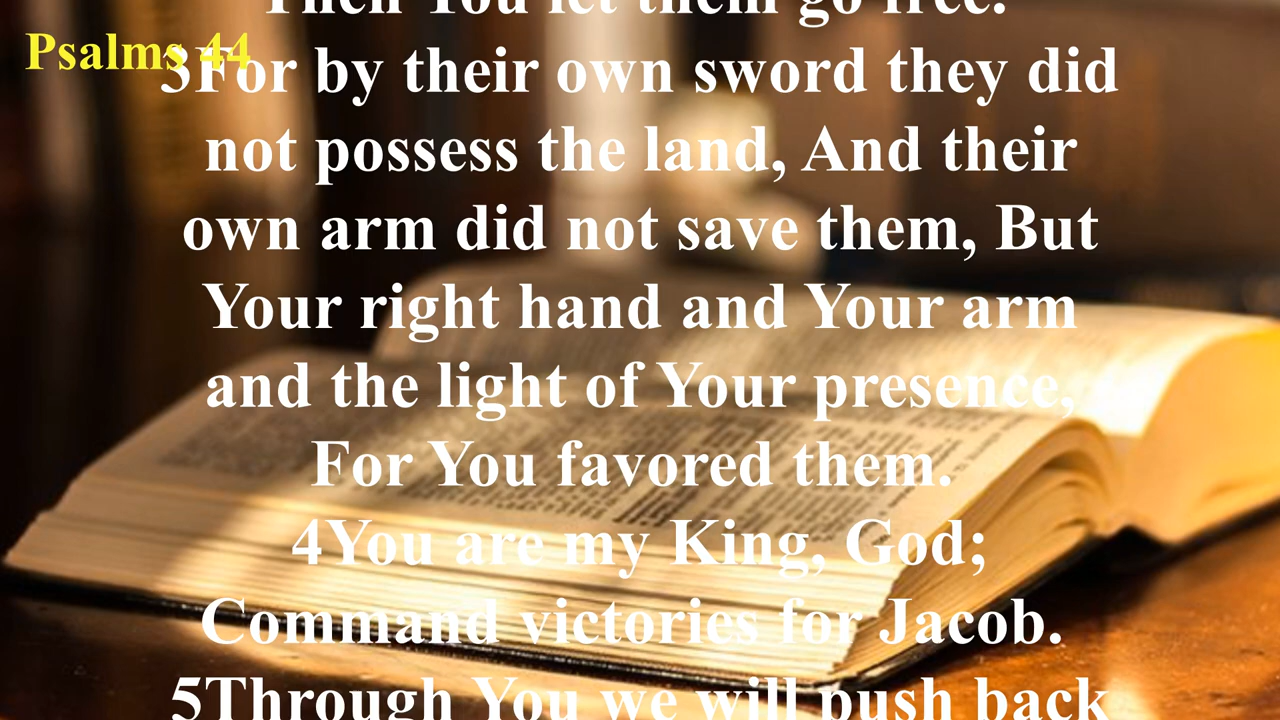 Then You let them go free.
Psalms 44
3For by their own sword they did
not possess the land, And their
own arm did not save them, But
Your right hand and Your arm
and the light of Your presence,
For You favored them.
4You are my King, God;
Command victories for Jacob.
5Through You we will push back